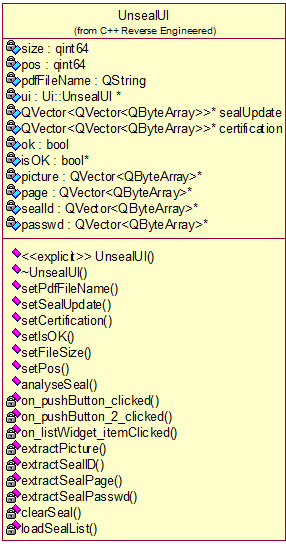 UnsealUI
(from C++ Reverse Engineered)
size : qint64
pos : qint64
pdfFileName : QString
ui : Ui::UnsealUI *
QVector<QVector<QByteArray>>* sealUpdate
QVector<QVector<QByteArray>>* certification
ok : bool
isOK : bool*
picture : QVector<QByteArray>*
page : QVector<QByteArray>*
sealId : QVector<QByteArray>*
passwd : QVector<QByteArray>*
<<explicit>> UnsealUI()
~UnsealUI()
setPdfFileName()
setSealUpdate()
setCertification()
setIsOK()
setFileSize()
setPos()
analyseSeal()
on_pushButton_clicked()
on_pushButton_2_clicked()
on_listWidget_itemClicked()
extractPicture()
extractSealID()
extractSealPage()
extractSealPasswd()
clearSeal()
loadSealList()